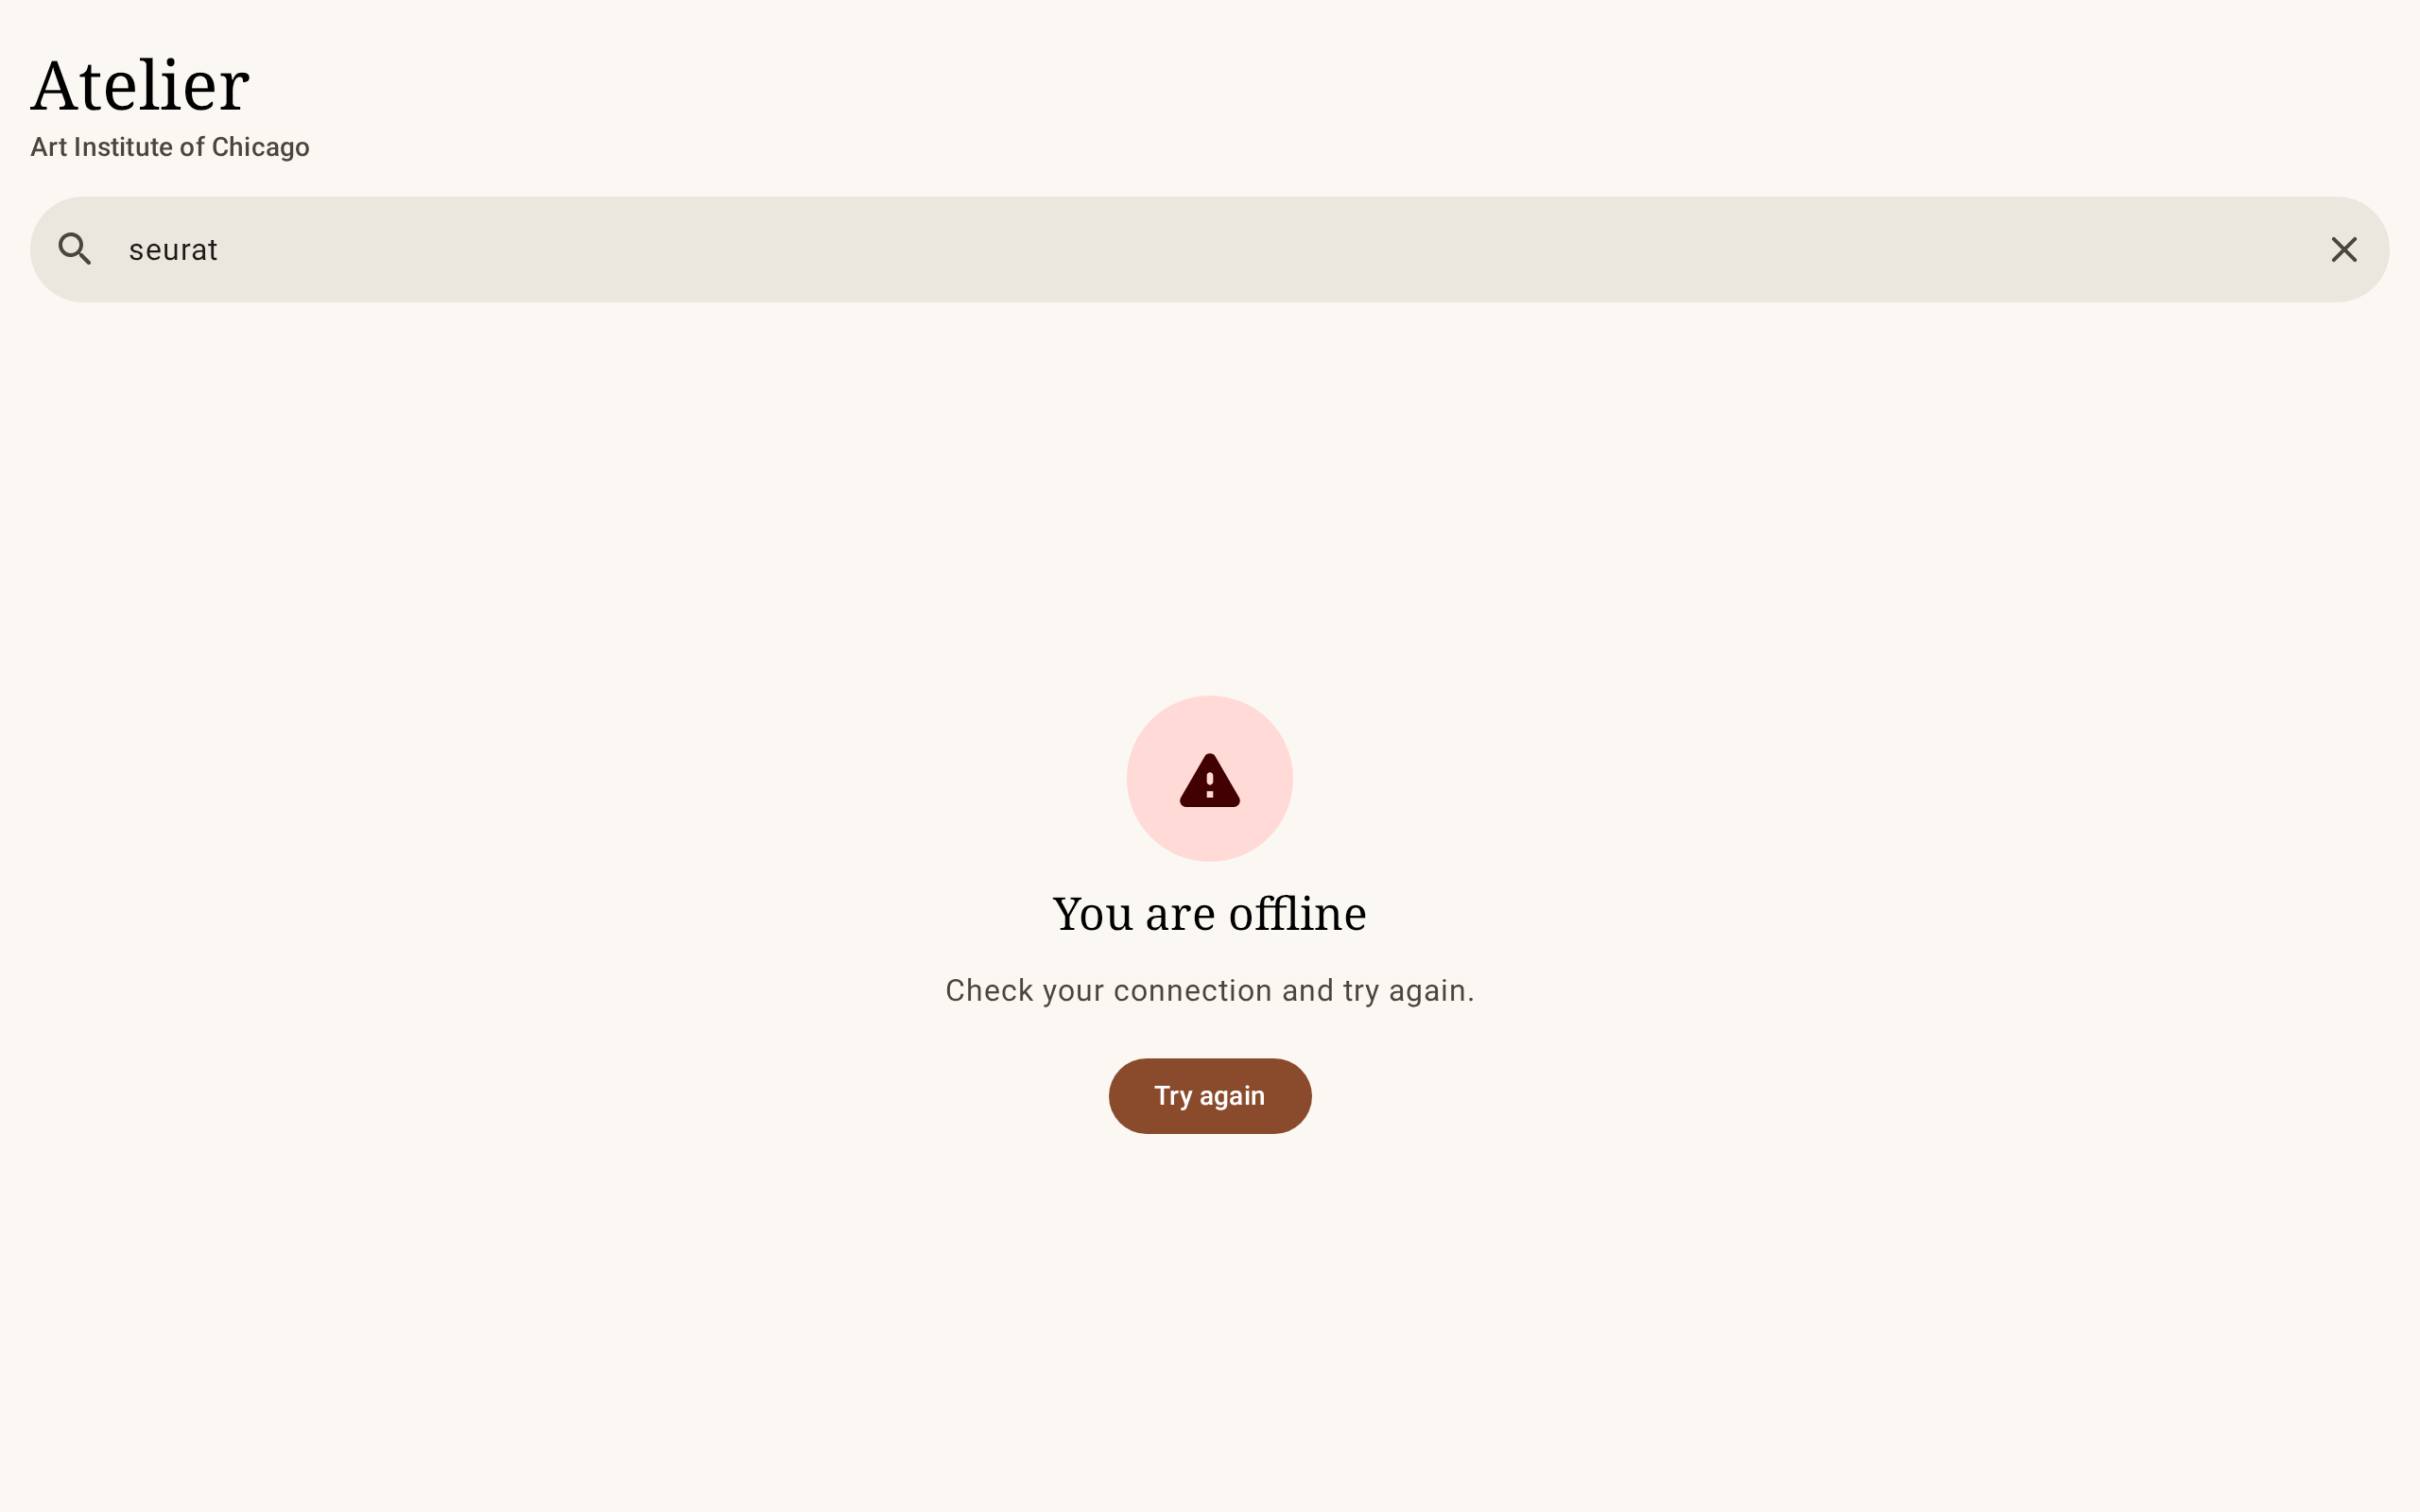 Atelier
Art Institute of Chicago
seurat
You are offline
Check your connection and try again.
Try again